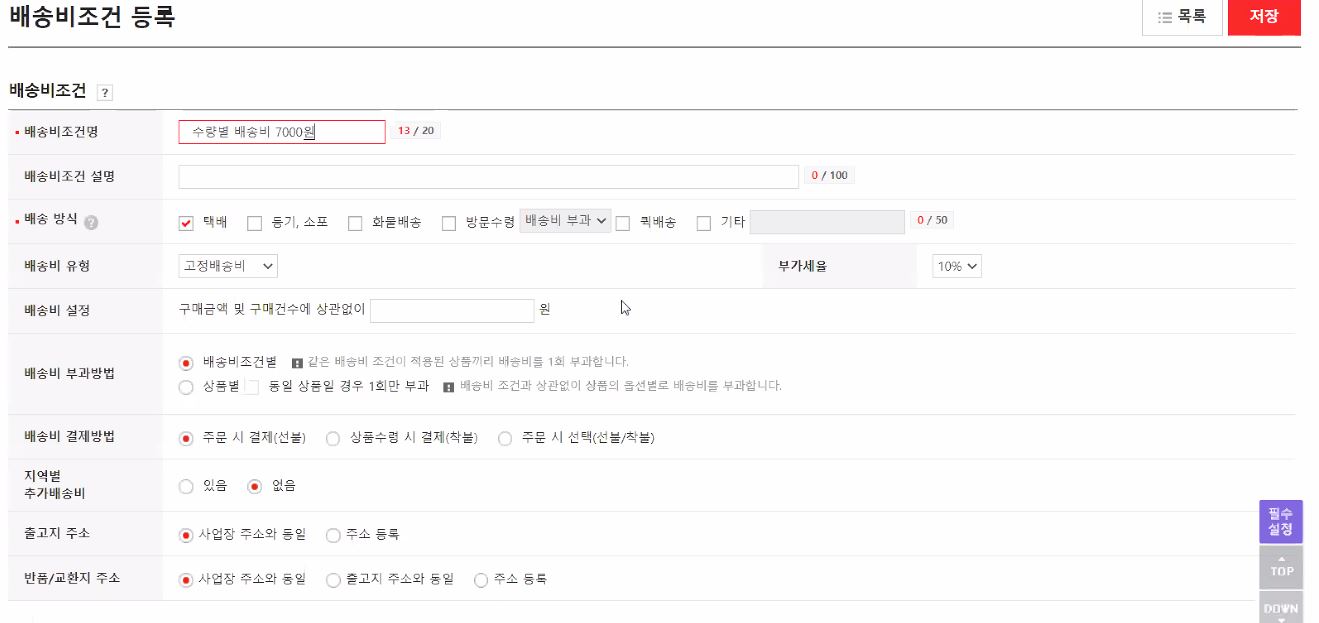 배송비조건 등록
목록
저장
배송비조건 ?
배송비조건명 수량별 배송비 7000원 13 / 20
배송비조건 설명 0 / 100
배송 방식 ? 택배 등기, 소포 화물배송 방문수령 배송비 부과 퀵배송 기타 0 / 50
배송비 유형 고정배송비 부가세율 10%
배송비 설정 구매금액 및 구매건수에 상관없이 원
배송비 부과방법 배송비조건별 ! 같은 배송비 조건이 적용된 상품끼리 배송비를 1회 부과합니다.
상품별 동일 상품일 경우 1회만 부과 ! 배송비 조건과 상관없이 상품의 옵션별로 배송비를 부과합니다.
배송비 결제방법 주문 시 결제(선불) 상품수령 시 결제(착불) 주문 시 선택(선불/착불)
지역별
추가배송비 있음 없음
출고지 주소 사업장 주소와 동일 주소 등록
반품/교환지 주소 사업장 주소와 동일 출고지 주소와 동일 주소 등록
필수
설정
TOP
DOWN